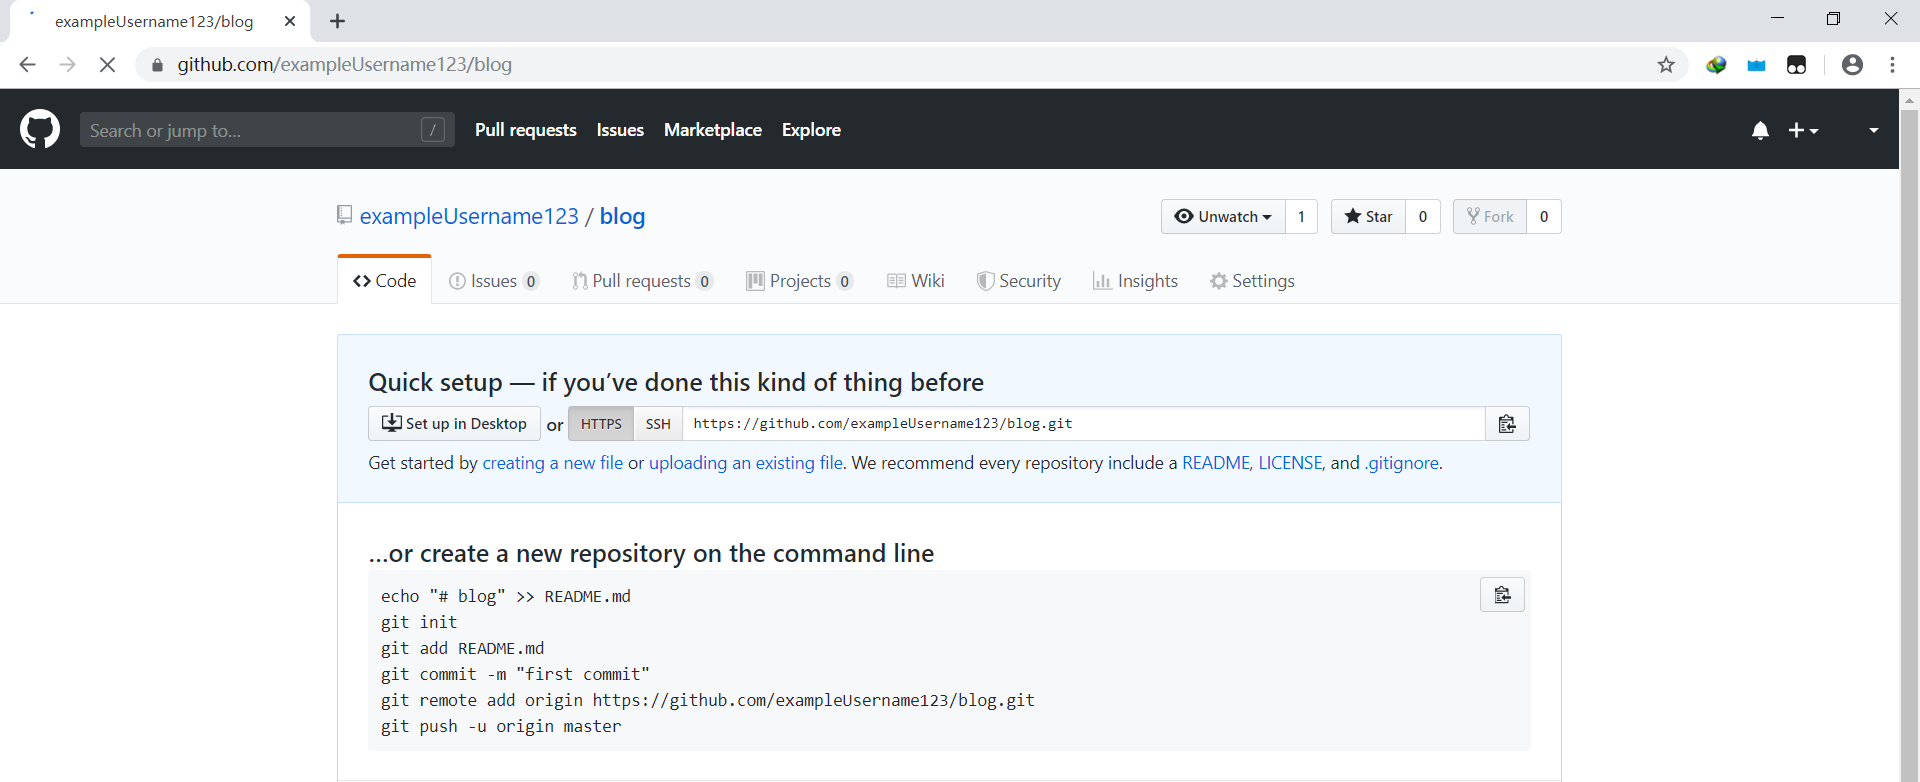 exampleUsername123/blog
github.com/exampleUsername123/blog
Search or jump to... / Pull requests Issues Marketplace Explore
exampleUsername123 / blog Unwatch 1 Star 0 Fork 0
Code Issues 0 Pull requests 0 Projects 0 Wiki Security Insights Settings
Quick setup — if you’ve done this kind of thing before
Set up in Desktop or HTTPS SSH https://github.com/exampleUsername123/blog.git
Get started by creating a new file or uploading an existing file. We recommend every repository include a README, LICENSE, and .gitignore.
…or create a new repository on the command line
echo "# blog" >> README.md
git init
git add README.md
git commit -m "first commit"
git remote add origin https://github.com/exampleUsername123/blog.git
git push -u origin master